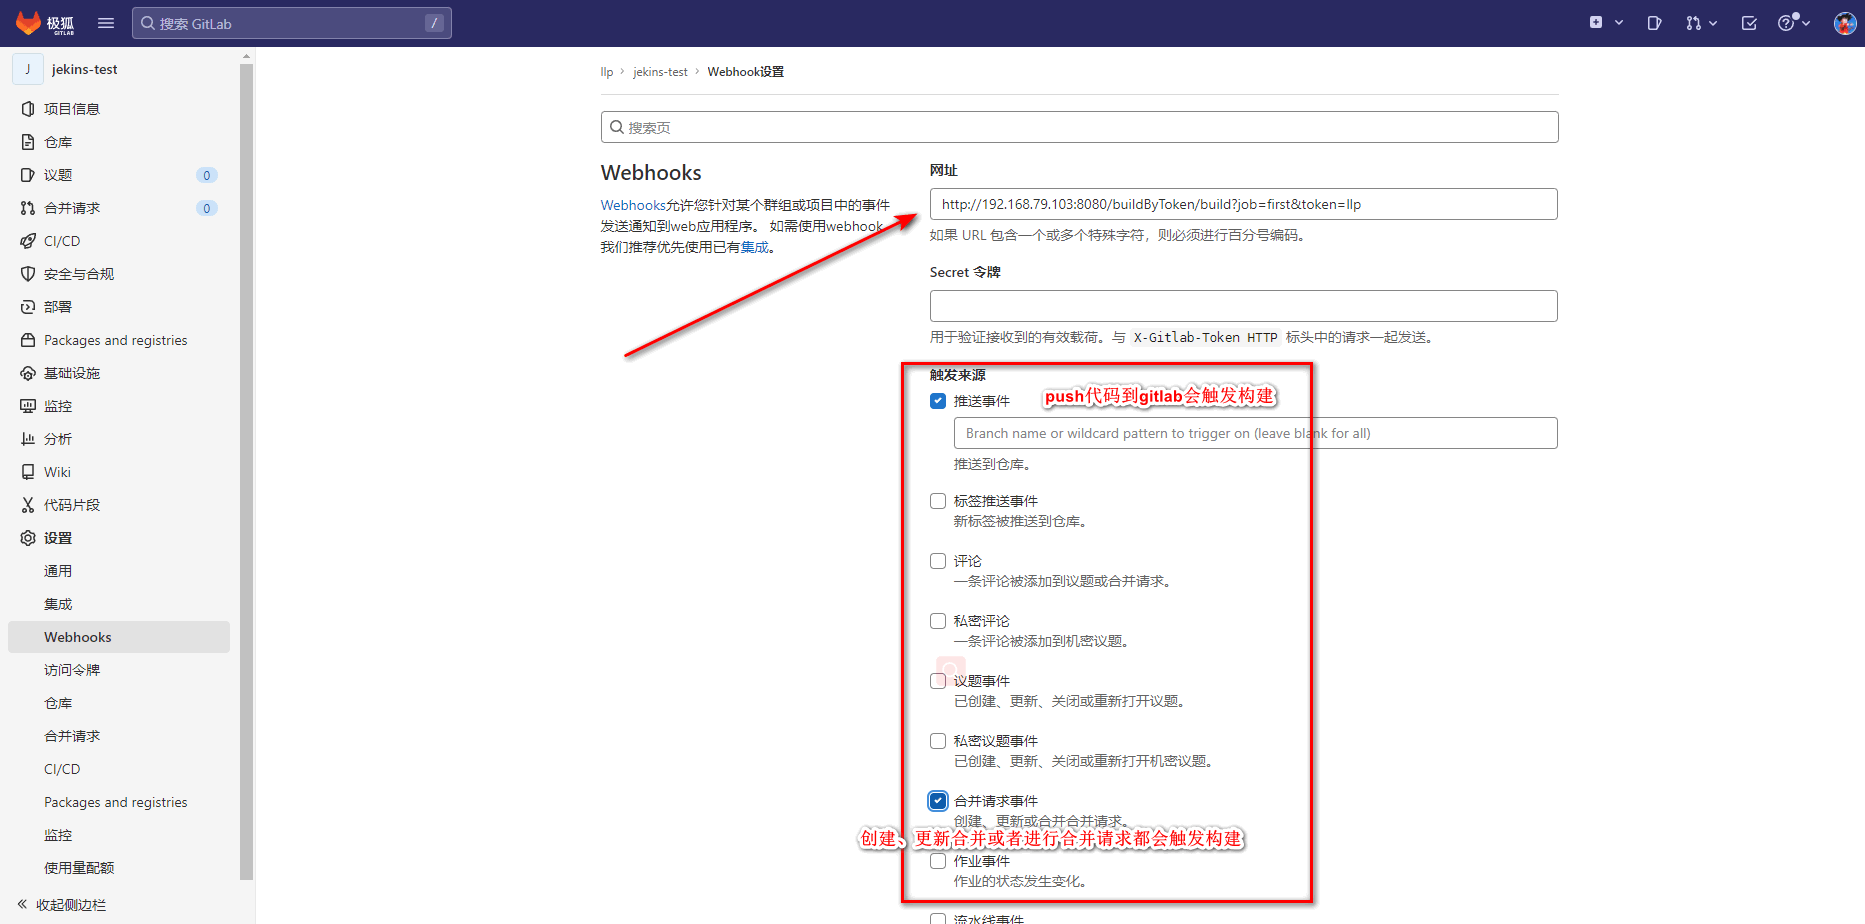 极狐
GITLAB
搜索 GitLab
/
J
jekins-test
项目信息
仓库
议题
0
合并请求
0
CI/CD
安全与合规
部署
Packages and registries
基础设施
监控
分析
Wiki
代码片段
设置
通用
集成
Webhooks
访问令牌
仓库
合并请求
CI/CD
Packages and registries
监控
使用量配额
收起侧边栏
llp › jekins-test › Webhook设置
搜索页
Webhooks
Webhooks允许您针对某个群组或项目中的事件
发送通知到web应用程序。 如需使用webhook,
我们推荐优先使用已有集成。
网址
http://192.168.79.103:8080/buildByToken/build?job=first&token=llp
如果 URL 包含一个或多个特殊字符，则必须进行百分号编码。
Secret 令牌
用于验证接收到的有效载荷。与 X-Gitlab-Token HTTP 标头中的请求一起发送。
触发来源
推送事件
push代码到gitlab会触发构建
Branch name or wildcard pattern to trigger on (leave blank for all)
推送到仓库。
标签推送事件
新标签被推送到仓库。
评论
一条评论被添加到议题或合并请求。
私密评论
一条评论被添加到机密议题。
议题事件
已创建、更新、关闭或重新打开议题。
私密议题事件
已创建、更新、关闭或重新打开机密议题。
合并请求事件
创建、更新或合并合并请求。
创建、更新合并或者进行合并请求都会触发构建
作业事件
作业的状态发生变化。
流水线事件